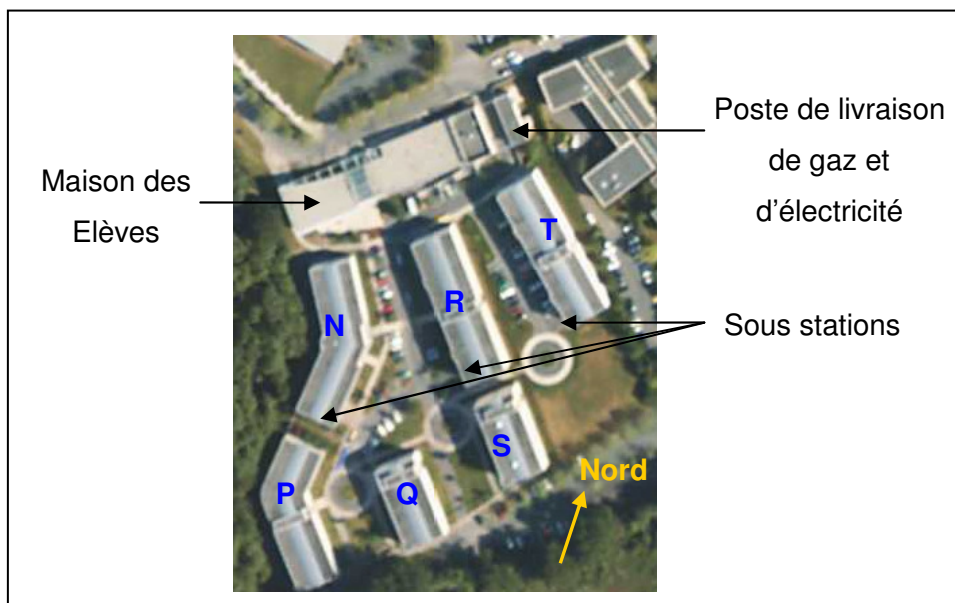 Poste de livraison
de gaz et
d'électricité
Maison des
Elèves
T
R
N
Sous stations
S
Nord
P
Q